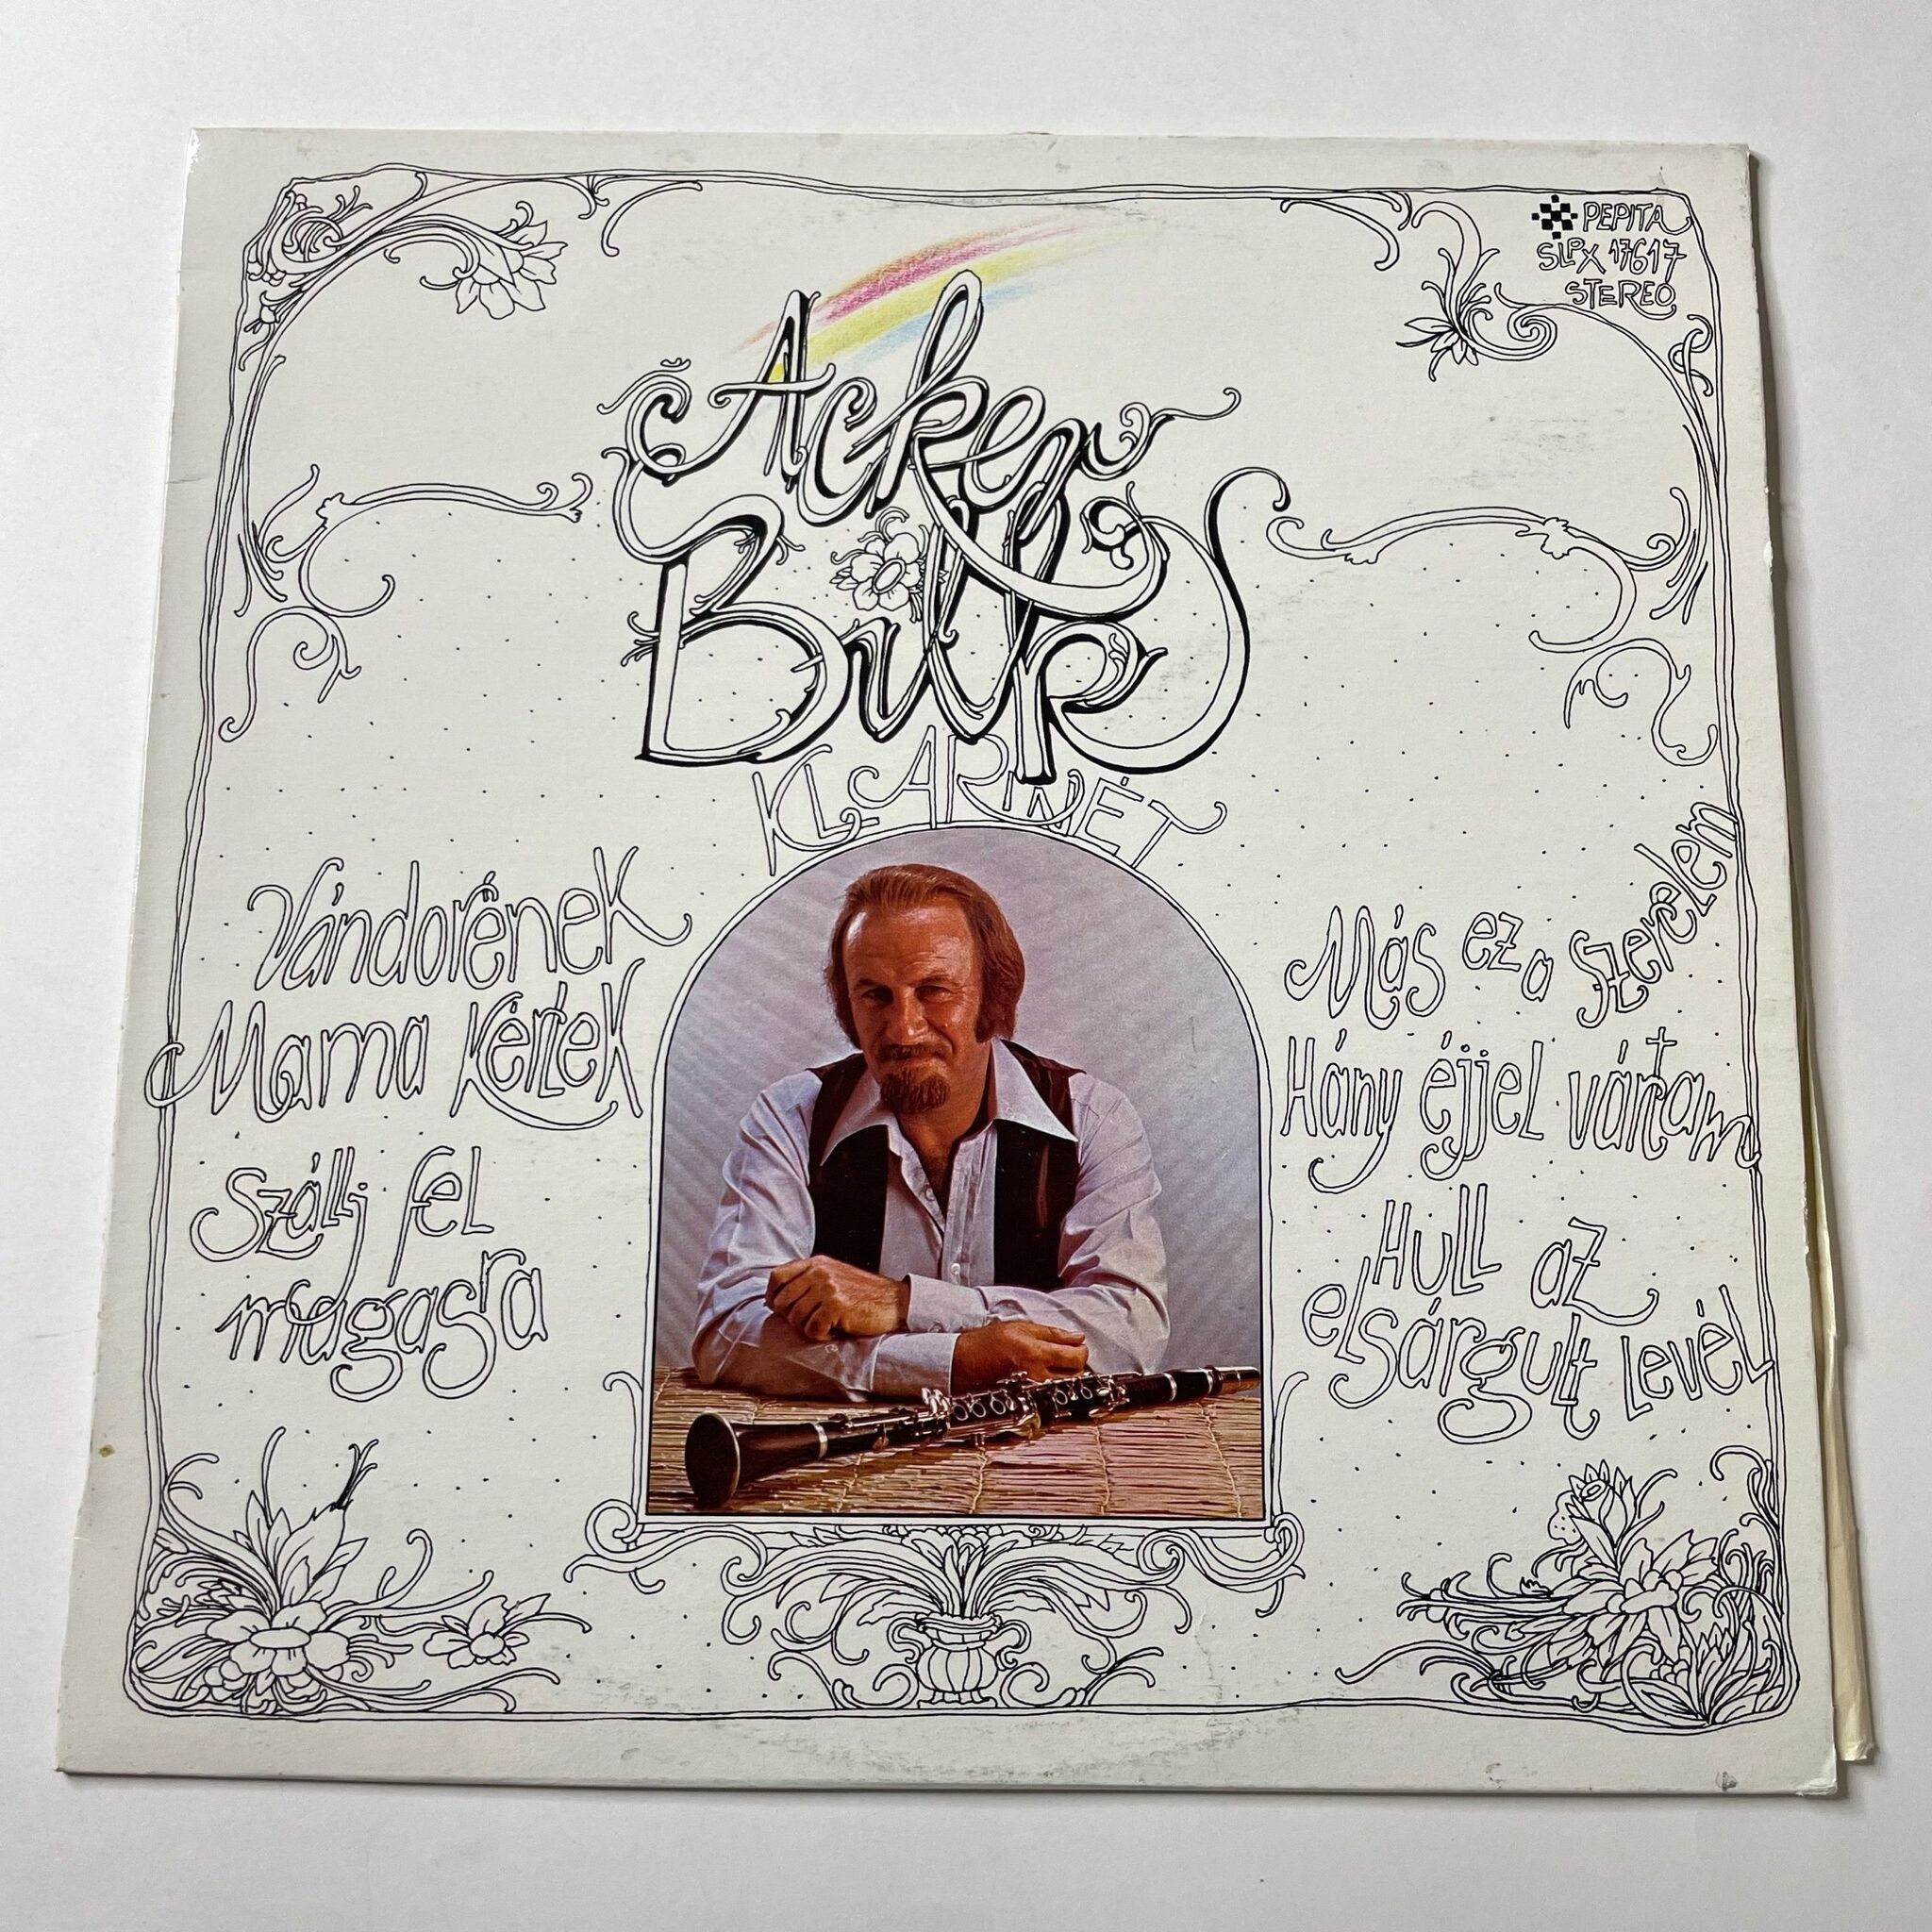 PEPITA
SLPX 17617
STEREO
Acker
Bilk
KLARINÉT
Vándorének
Mama kértek
Szállj fel
magasra
Más ez a szerelem
Hány éjjel vártam
Hull az
elsárgult levél